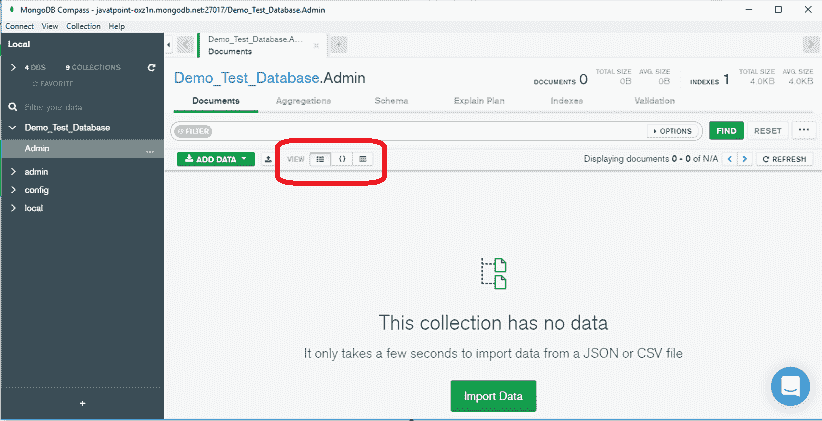 MongoDB Compass - javatpoint-oxz1n.mongodb.net:27017/Demo_Test_Database.Admin
Connect View Collection Help
Local
4 DBS 9 COLLECTIONS
FAVORITE
Filter your data
Demo_Test_Database
Admin
...
admin
config
local
+
Demo_Test_Database.A...
Documents
Demo_Test_Database.Admin
DOCUMENTS 0 TOTAL SIZE 0B AVG. SIZE 0B INDEXES 1 TOTAL SIZE 4.0KB AVG. SIZE 4.0KB
Documents Aggregations Schema Explain Plan Indexes Validation
FILTER OPTIONS FIND RESET ...
ADD DATA VIEW {} Displaying documents 0 - 0 of N/A < > REFRESH
This collection has no data
It only takes a few seconds to import data from a JSON or CSV file
Import Data